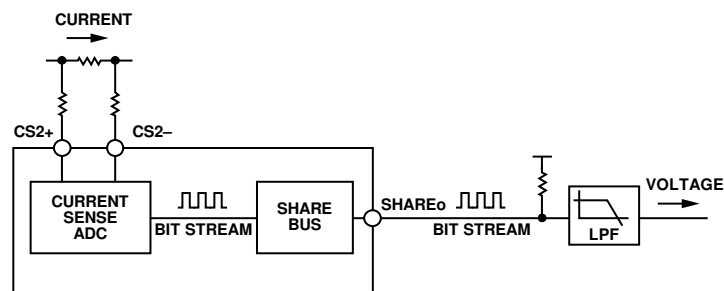 CURRENT
CS2+
CS2–
CURRENT
SENSE
ADC
BIT STREAM
SHARE
BUS
SHAREo
BIT STREAM
LPF
VOLTAGE